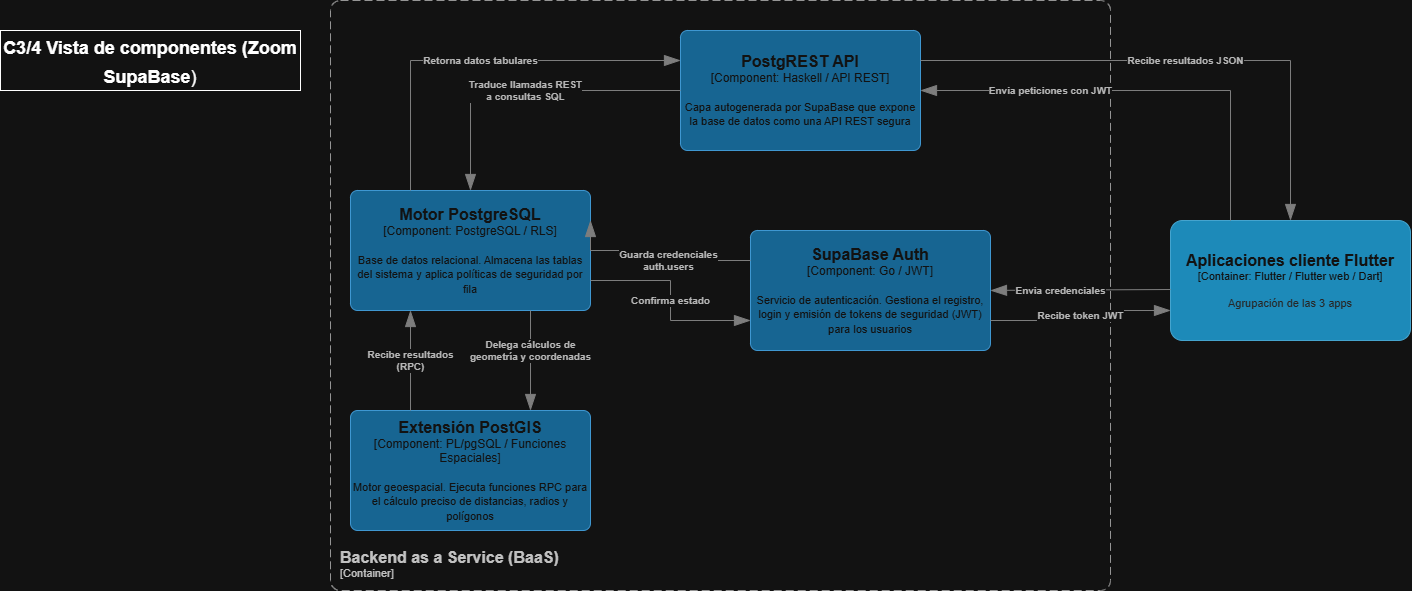 C3/4 Vista de componentes (Zoom
SupaBase)
PostgREST API
[Component: Haskell / API REST]
Capa autogenerada por SupaBase que expone
la base de datos como una API REST segura
Retorna datos tabulares
Traduce llamadas REST
a consultas SQL
Recibe resultados JSON
Envia peticiones con JWT
Motor PostgreSQL
[Component: PostgreSQL / RLS]
Base de datos relacional. Almacena las tablas
del sistema y aplica políticas de seguridad por
fila
Guarda credenciales
auth.users
Confirma estado
SupaBase Auth
[Component: Go / JWT]
Servicio de autenticación. Gestiona el registro,
login y emisión de tokens de seguridad (JWT)
para los usuarios
Envia credenciales
Recibe token JWT
Aplicaciones cliente Flutter
[Container: Flutter / Flutter web / Dart]
Agrupación de las 3 apps
Recibe resultados
(RPC)
Delega cálculos de
geometría y coordenadas
Extensión PostGIS
[Component: PL/pgSQL / Funciones
Espaciales]
Motor geoespacial. Ejecuta funciones RPC para
el cálculo preciso de distancias, radios y
polígonos
Backend as a Service (BaaS)
[Container]